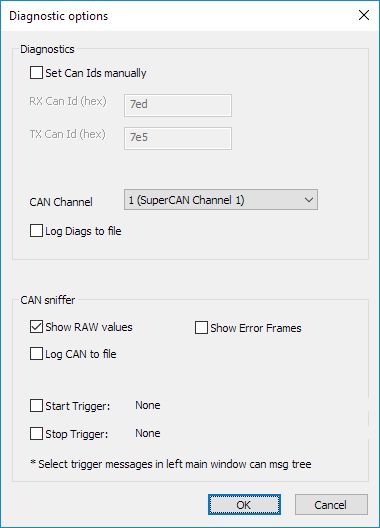 Diagnostic options
Diagnostics
Set Can Ids manually
RX Can Id (hex) 7ed
TX Can Id (hex) 7e5
CAN Channel 1 (SuperCAN Channel 1)
Log Diags to file
CAN sniffer
Show RAW values Show Error Frames
Log CAN to file
Start Trigger: None
Stop Trigger: None
* Select trigger messages in left main window can msg tree
OK Cancel